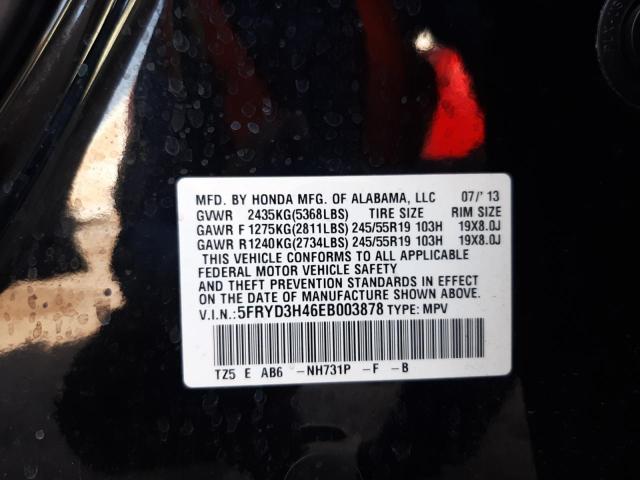 MFD. BY HONDA MFG. OF ALABAMA, LLC 07/'13
GVWR 2435KG(5368LBS) TIRE SIZE RIM SIZE
GAWR F 1275KG(2811LBS) 245/55R19 103H 19X8.0J
GAWR R 1240KG(2734LBS) 245/55R19 103H 19X8.0J
THIS VEHICLE CONFORMS TO ALL APPLICABLE
FEDERAL MOTOR VEHICLE SAFETY
AND THEFT PREVENTION STANDARDS IN EFFECT
ON THE DATE OF MANUFACTURE SHOWN ABOVE.
V.I.N.: 5FRYD3H46EB003878 TYPE: MPV
TZ5 E AB6 -NH731P -F -B